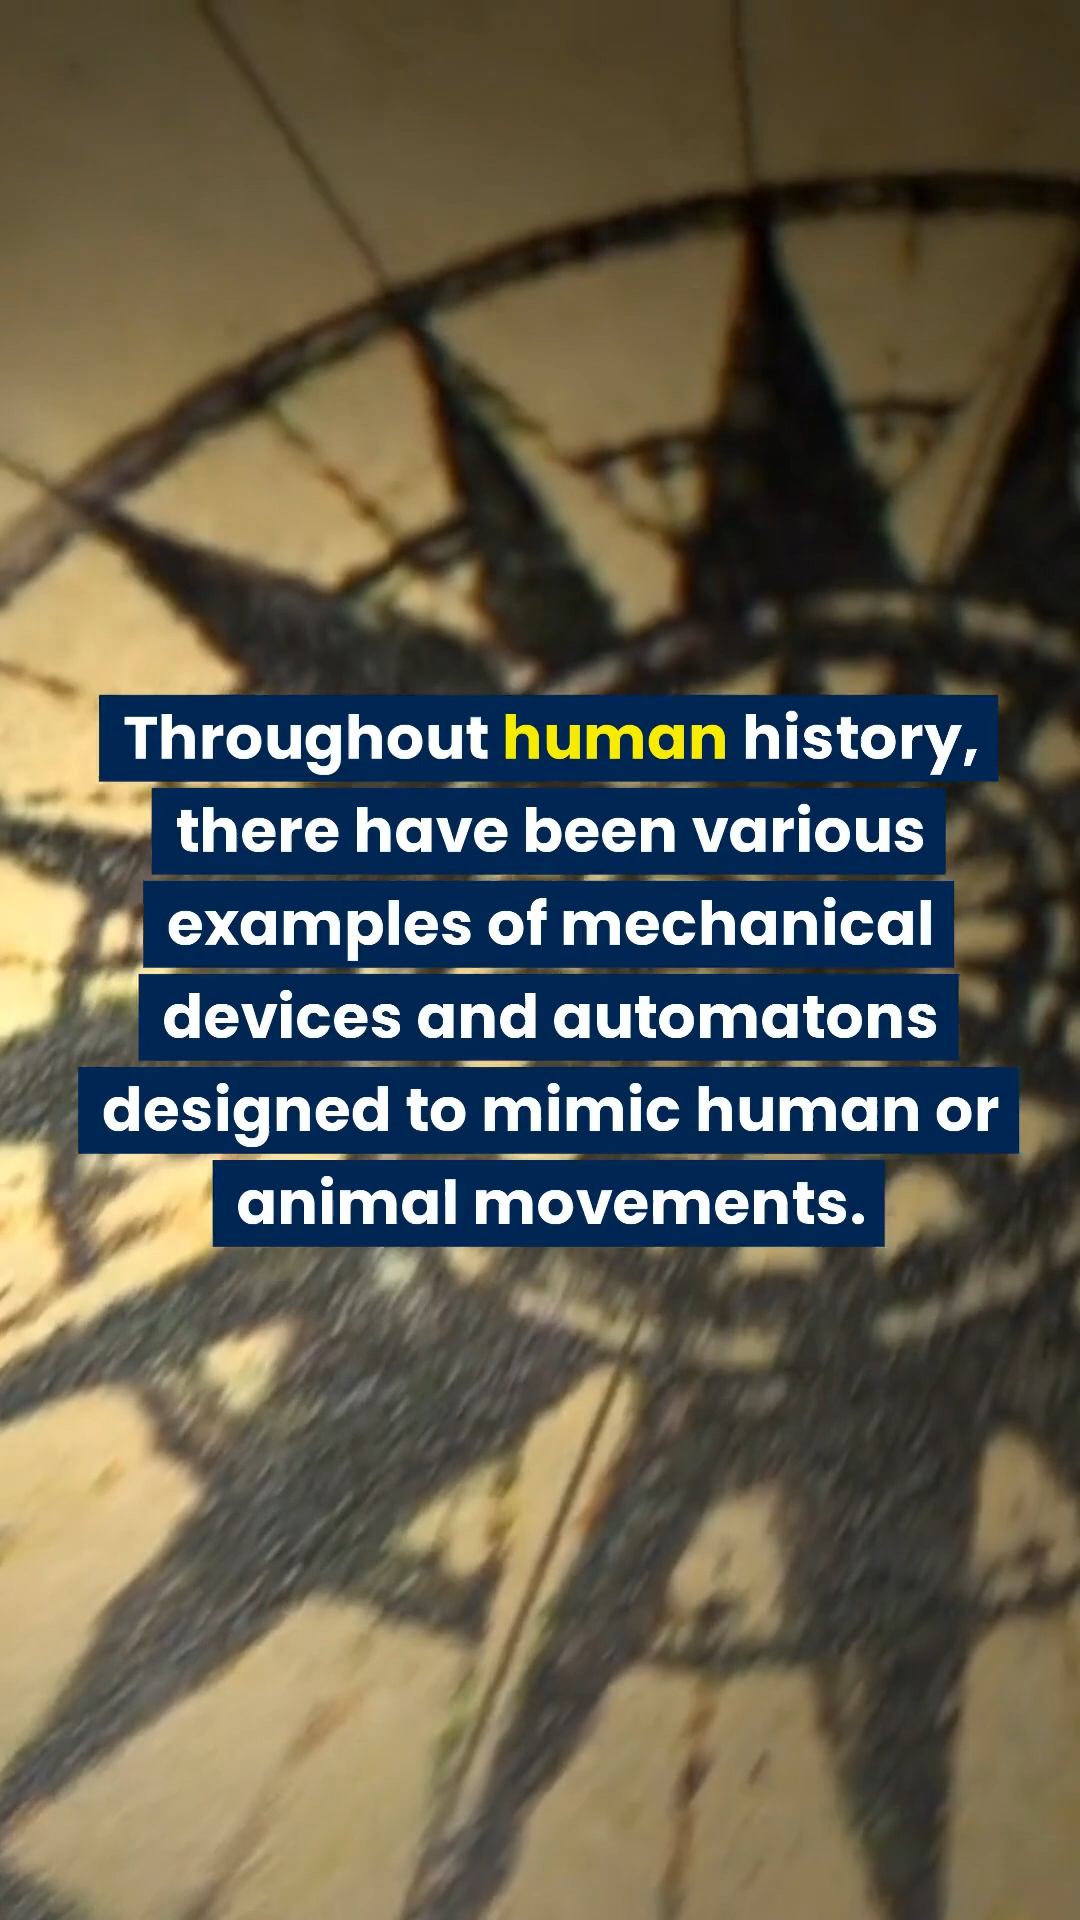 Throughout human history,
there have been various
examples of mechanical
devices and automatons
designed to mimic human or
animal movements.